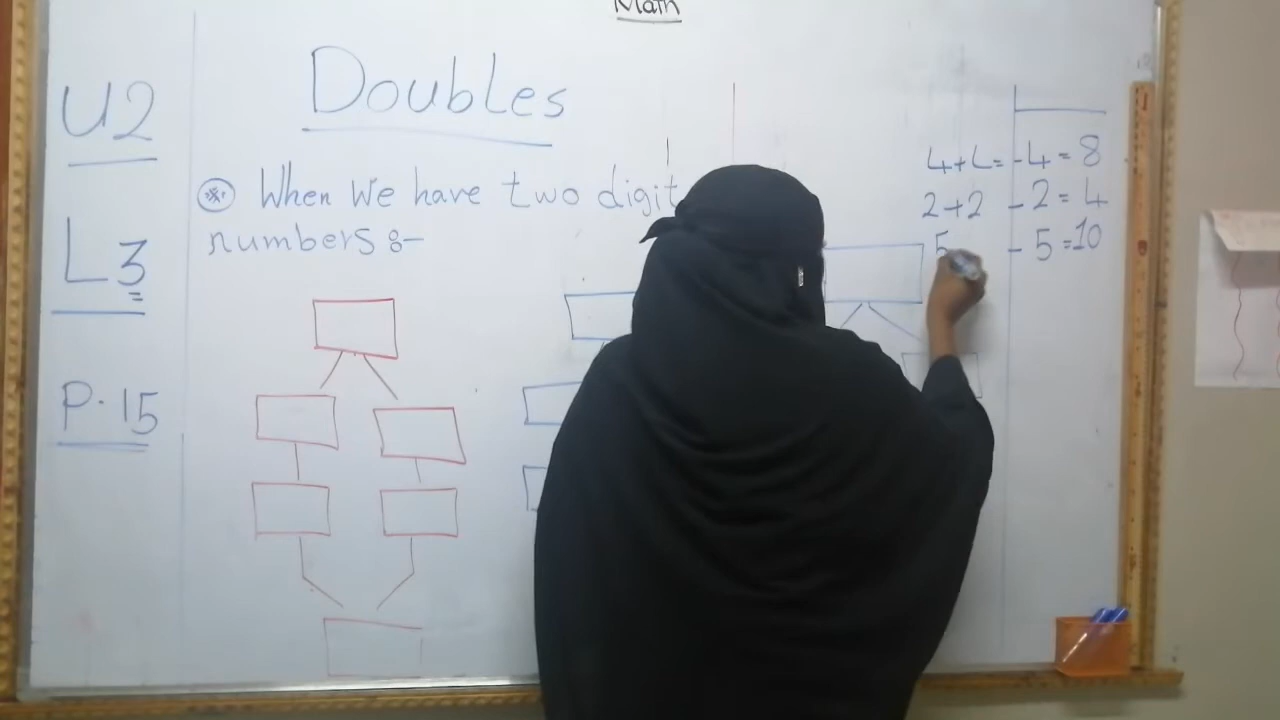 Math
U2
L3
P.15
Doubles
When we have two digit
numbers :-
4+4= -4=8
2+2 -2=4
5 -5=10